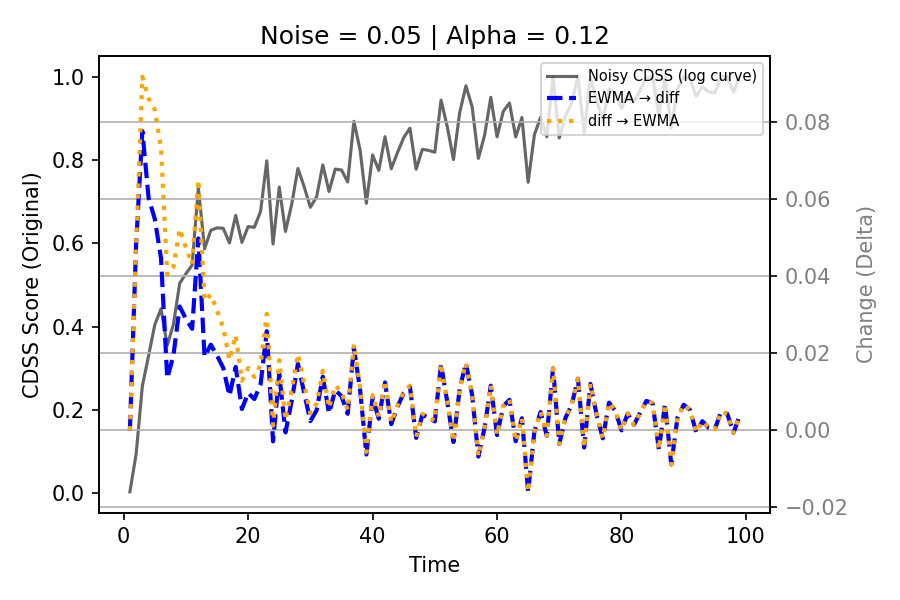 Noise = 0.05 | Alpha = 0.12
Noisy CDSS (log curve)
EWMA → diff
diff → EWMA
CDSS Score (Original)
1.0
0.8
0.6
0.4
0.2
0.0
0.08
0.06
0.04
0.02
0.00
−0.02
Change (Delta)
0 20 40 60 80 100
Time